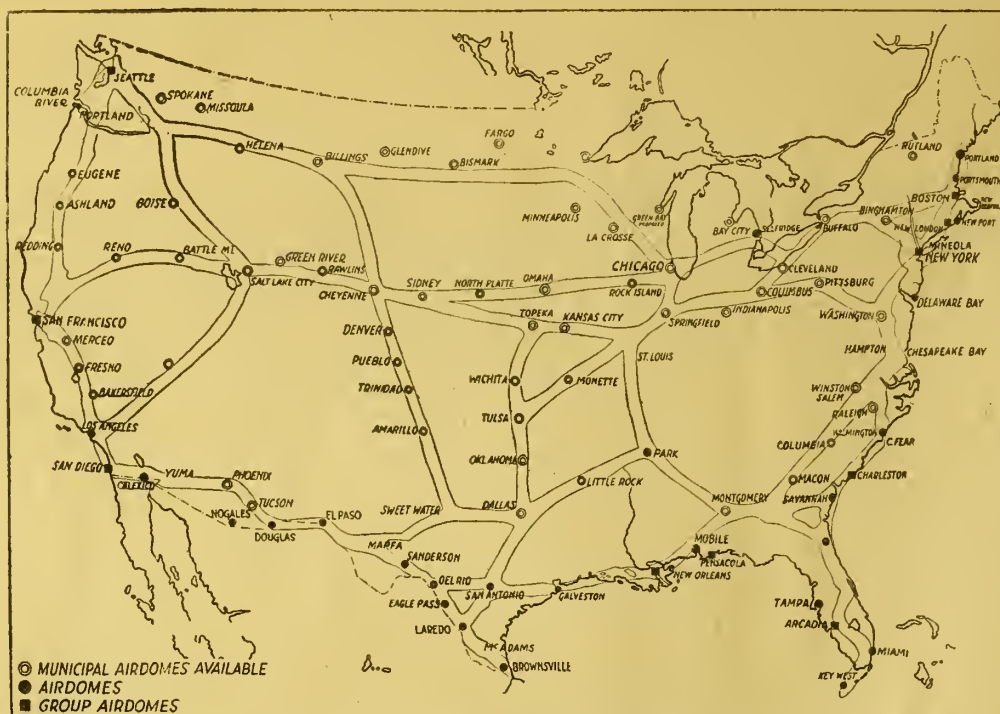 SEATTLE
SPOKANE
MISSOULA
COLUMBIA
RIVER
PORTLAND
HELENA
BILLINGS
GLENDIVE
FARGO
BISMARK
RUTLAND
PORTLAND
PORTSMOUTH
BOSTON
NEWPORT
NEW LONDON
BINGHAMTON
MINEOLA
NEW YORK
EUGENE
ASHLAND
BOISE
MINNEAPOLIS
LA CROSSE
GREEN BAY
BAY CITY
SELFRIDGE
BUFFALO
REDDING
RENO
BATTLE MT.
GREEN RIVER
RAWLINS
SALT LAKE CITY
CHEYENNE
SIDNEY
NORTH PLATTE
OMAHA
ROCK ISLAND
CHICAGO
CLEVELAND
COLUMBUS
PITTSBURG
DELAWARE BAY
SAN FRANCISCO
MERCEO
FRESNO
BAKERSFIELD
LOS ANGELES
DENVER
PUEBLO
TRINIDAD
AMARILLO
TOPEKA
KANSAS CITY
SPRINGFIELD
INDIANAPOLIS
WASHINGTON
HAMPTON
CHESAPEAKE BAY
ST. LOUIS
WICHITA
MONETTE
TULSA
OKLAHOMA
WINSTON
SALEM
RALEIGH
WILMINGTON
C. FEAR
COLUMBIA
CHARLESTON
SAN DIEGO
CALEXICO
YUMA
PHOENIX
TUCSON
NOGALES
DOUGLAS
EL PASO
SWEET WATER
DALLAS
LITTLE ROCK
PARK
MONTGOMERY
MACON
SAVANNAH
MARFA
SANDERSON
DEL RIO
EAGLE PASS
LAREDO
SAN ANTONIO
GALVESTON
MOBILE
PENSACOLA
NEW ORLEANS
MC ADAMS
BROWNSVILLE
TAMPA
ARCADIA
MIAMI
KEY WEST
MUNICIPAL AIRDOMES AVAILABLE
AIRDOMES
GROUP AIRDOMES